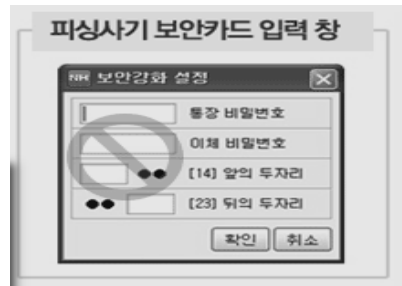 피싱사기 보안카드 입력 창
NH 보안강화 설정
통장 비밀번호
이체 비밀번호
[14] 앞의 두자리
[23] 뒤의 두자리
확인 취소